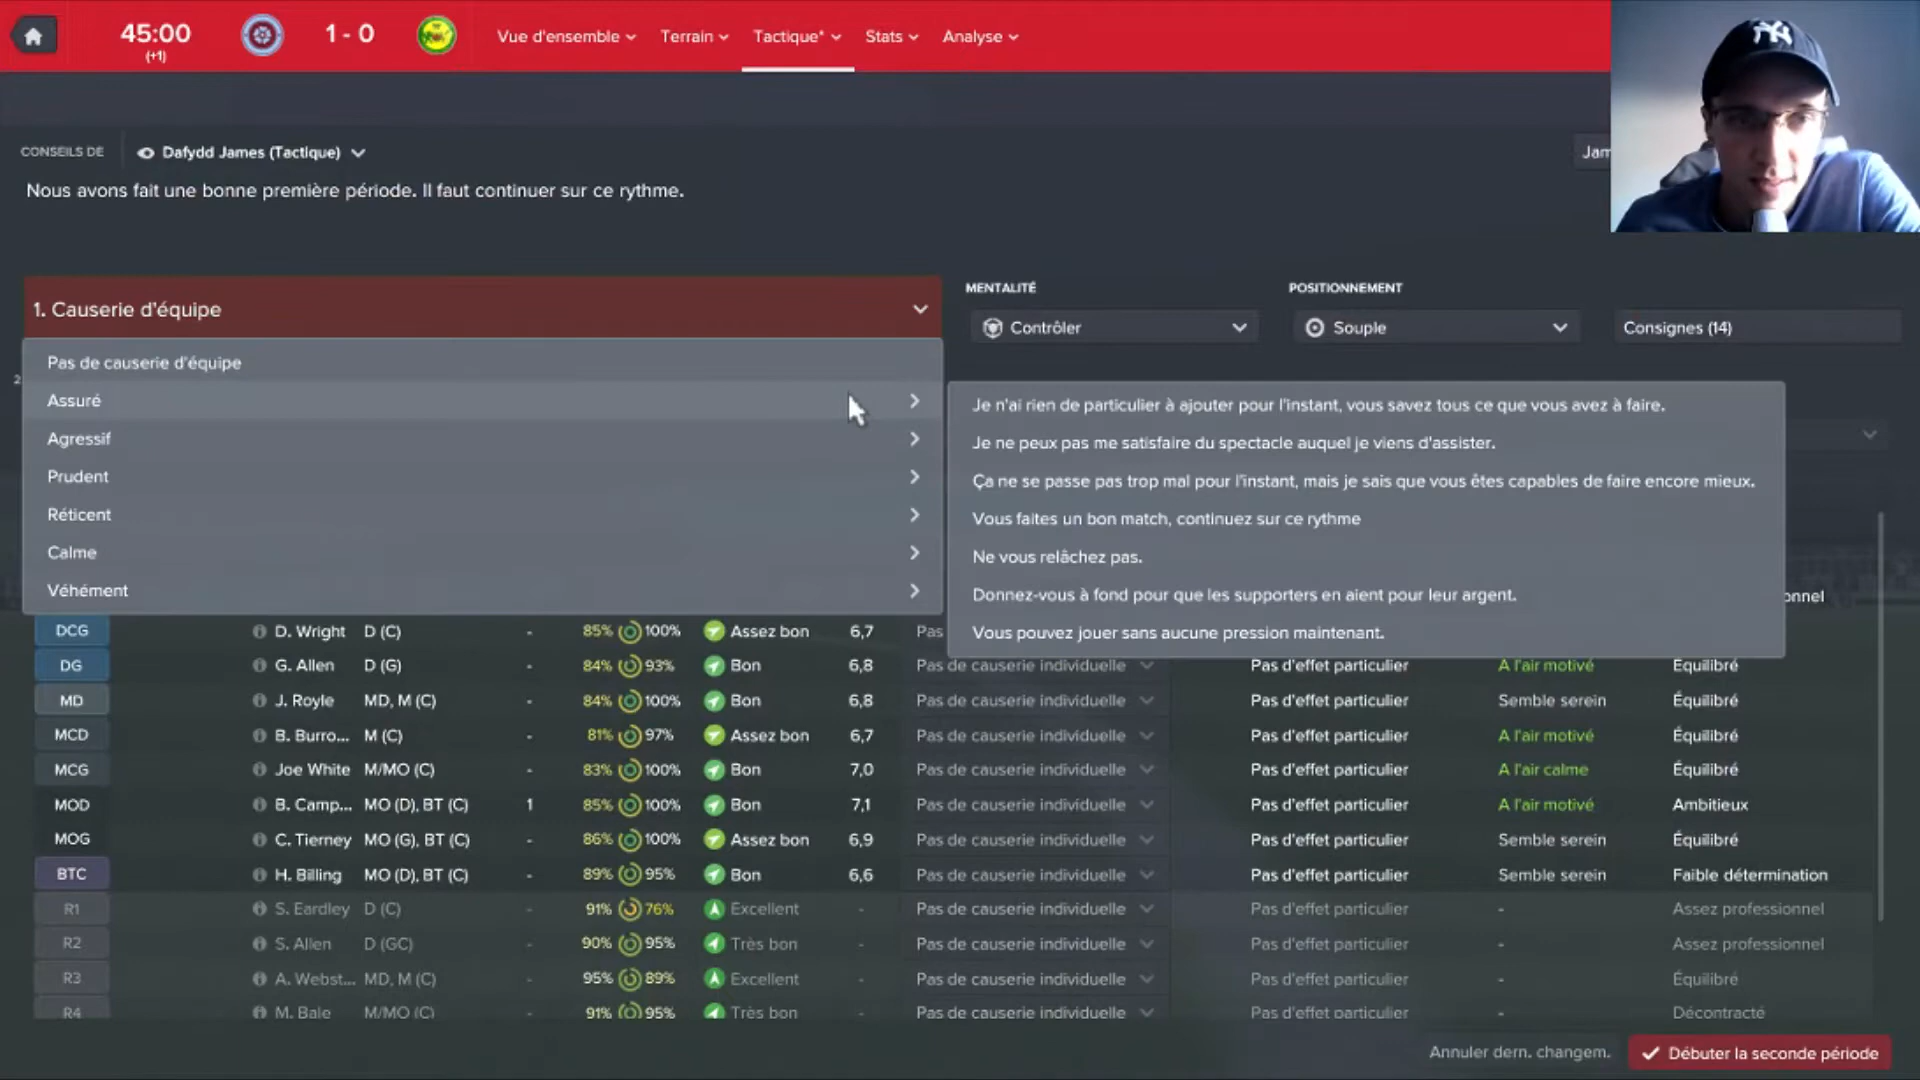 45:00
(+1)
1 - 0
Vue d'ensemble
Terrain
Tactique*
Stats
Analyse
CONSEILS DE
Dafydd James (Tactique)
Jam
Nous avons fait une bonne première période. Il faut continuer sur ce rythme.
1. Causerie d'équipe
MENTALITÉ
POSITIONNEMENT
Contrôler
Souple
Consignes (14)
Pas de causerie d'équipe
Assuré
Agressif
Prudent
Réticent
Calme
Véhément
2
Je n'ai rien de particulier à ajouter pour l'instant, vous savez tous ce que vous avez à faire.
Je ne peux pas me satisfaire du spectacle auquel je viens d'assister.
Ça ne se passe pas trop mal pour l'instant, mais je sais que vous êtes capables de faire encore mieux.
Vous faites un bon match, continuez sur ce rythme
Ne vous relâchez pas.
Donnez-vous à fond pour que les supporters en aient pour leur argent.
Vous pouvez jouer sans aucune pression maintenant.
onnel
DCG D. Wright D (C) - 85% 100% Assez bon 6,7 Pas
DG G. Allen D (G) - 84% 93% Bon 6,8 Pas de causerie individuelle Pas d'effet particulier A l'air motivé Équilibré
MD J. Royle MD, M (C) - 84% 100% Bon 6,8 Pas de causerie individuelle Pas d'effet particulier Semble serein Équilibré
MCD B. Burro... M (C) - 81% 97% Assez bon 6,7 Pas de causerie individuelle Pas d'effet particulier A l'air motivé Équilibré
MCG Joe White M/MO (C) - 83% 100% Bon 7,0 Pas de causerie individuelle Pas d'effet particulier A l'air calme Équilibré
MOD B. Camp... MO (D), BT (C) 1 85% 100% Bon 7,1 Pas de causerie individuelle Pas d'effet particulier A l'air motivé Ambitieux
MOG C. Tierney MO (G), BT (C) - 86% 100% Assez bon 6,9 Pas de causerie individuelle Pas d'effet particulier Semble serein Équilibré
BTC H. Billing MO (D), BT (C) - 89% 95% Bon 6,6 Pas de causerie individuelle Pas d'effet particulier Semble serein Faible détermination
R1 S. Eardley D (C) 91% 76% Excellent - Pas de causerie individuelle Pas d'effet particulier - Assez professionnel
R2 S. Allen D (GC) 90% 95% Très bon - Pas de causerie individuelle Pas d'effet particulier - Assez professionnel
R3 A. Webst... MD, M (C) 95% 89% Excellent - Pas de causerie individuelle Pas d'effet particulier - Équilibré
R4 M. Bale M/MO (C) 91% 95% Très bon - Pas de causerie individuelle Pas d'effet particulier - Décontracté
Annuler dern. changem.
Débuter la seconde période